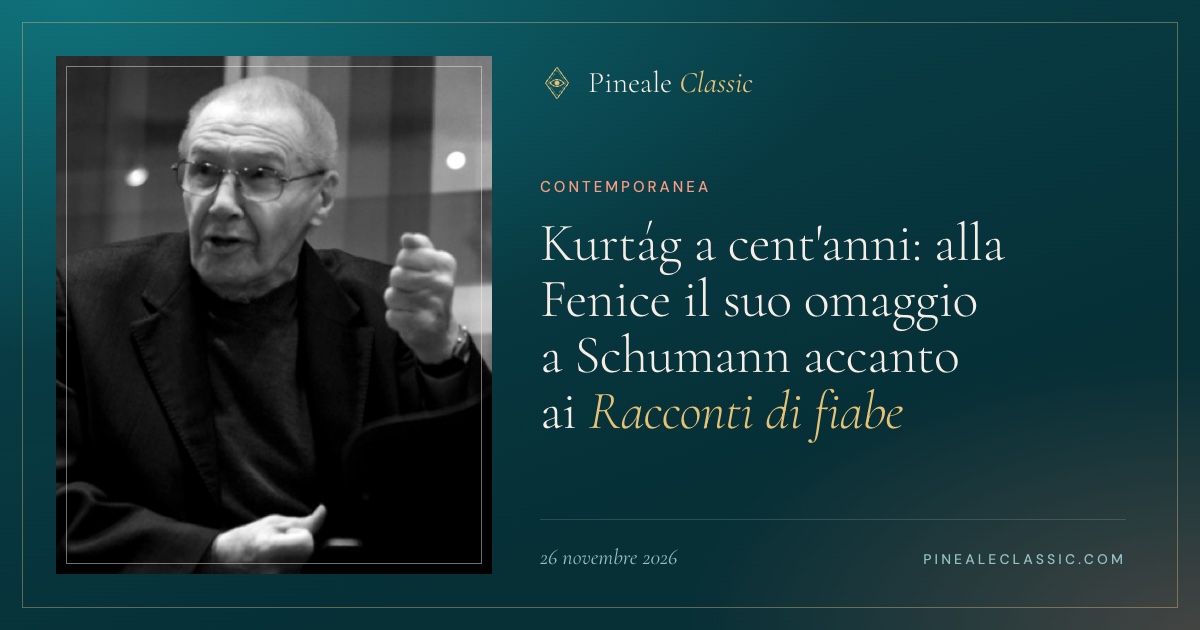 Pineale Classic
CONTEMPORANEA
Kurtág a cent'anni: alla
Fenice il suo omaggio
a Schumann accanto
ai Racconti di fiabe
26 novembre 2026
PINEALECLASSIC.COM